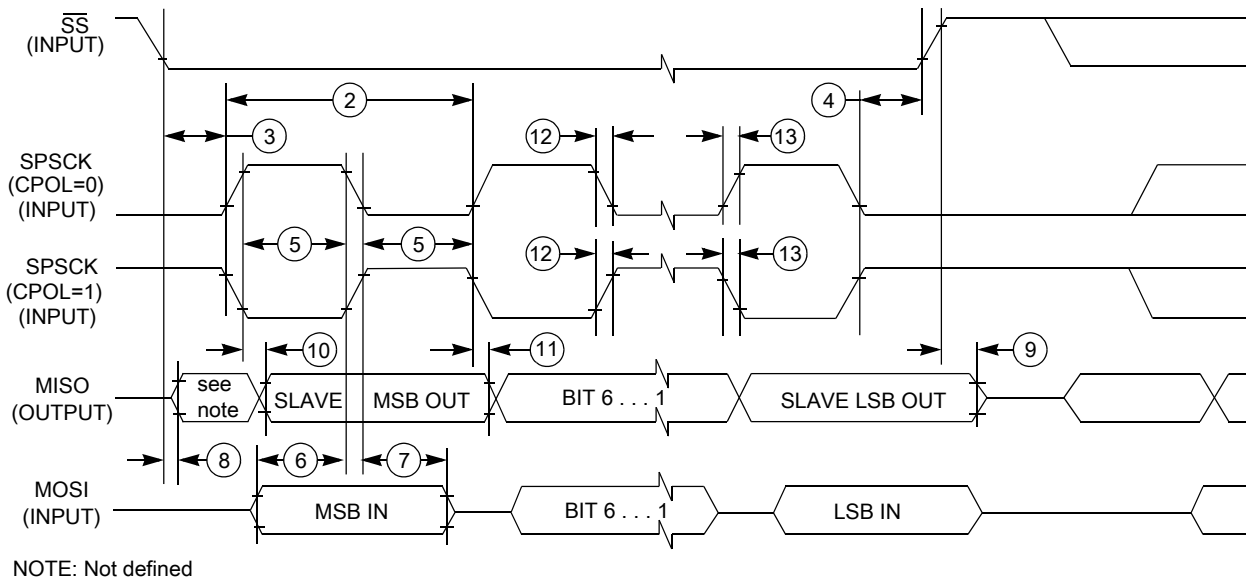 SS
(INPUT)
2
4
3
12
13
SPSCK
(CPOL=0)
(INPUT)
5
5
SPSCK
(CPOL=1)
(INPUT)
12
13
10
11
9
MISO
(OUTPUT)
see
note
SLAVE
MSB OUT
BIT 6 . . . 1
SLAVE LSB OUT
8
6
7
MOSI
(INPUT)
MSB IN
BIT 6 . . . 1
LSB IN
NOTE: Not defined